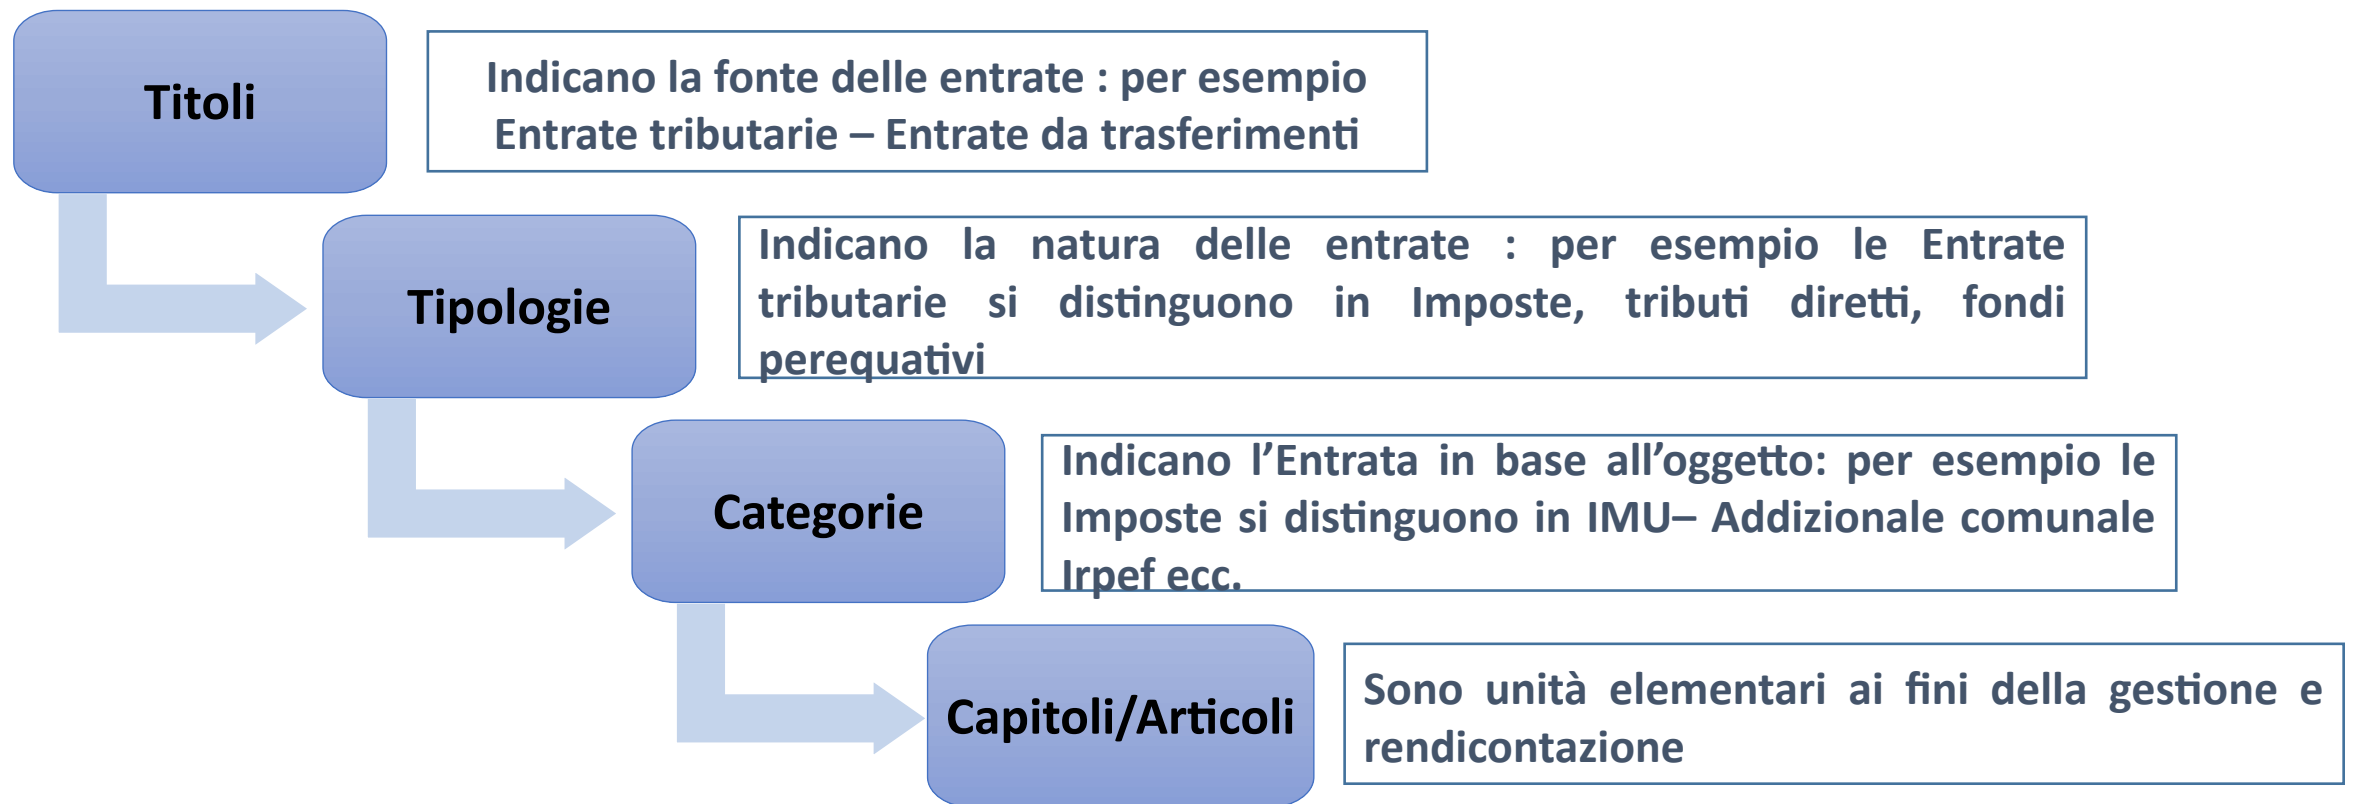 Titoli
Indicano la fonte delle entrate : per esempio
Entrate tributarie – Entrate da trasferimenti
Tipologie
Indicano la natura delle entrate : per esempio le Entrate
tributarie si distinguono in Imposte, tributi diretti, fondi
perequativi
Categorie
Indicano l’Entrata in base all’oggetto: per esempio le
Imposte si distinguono in IMU– Addizionale comunale
Irpef ecc.
Capitoli/Articoli
Sono unità elementari ai fini della gestione e
rendicontazione